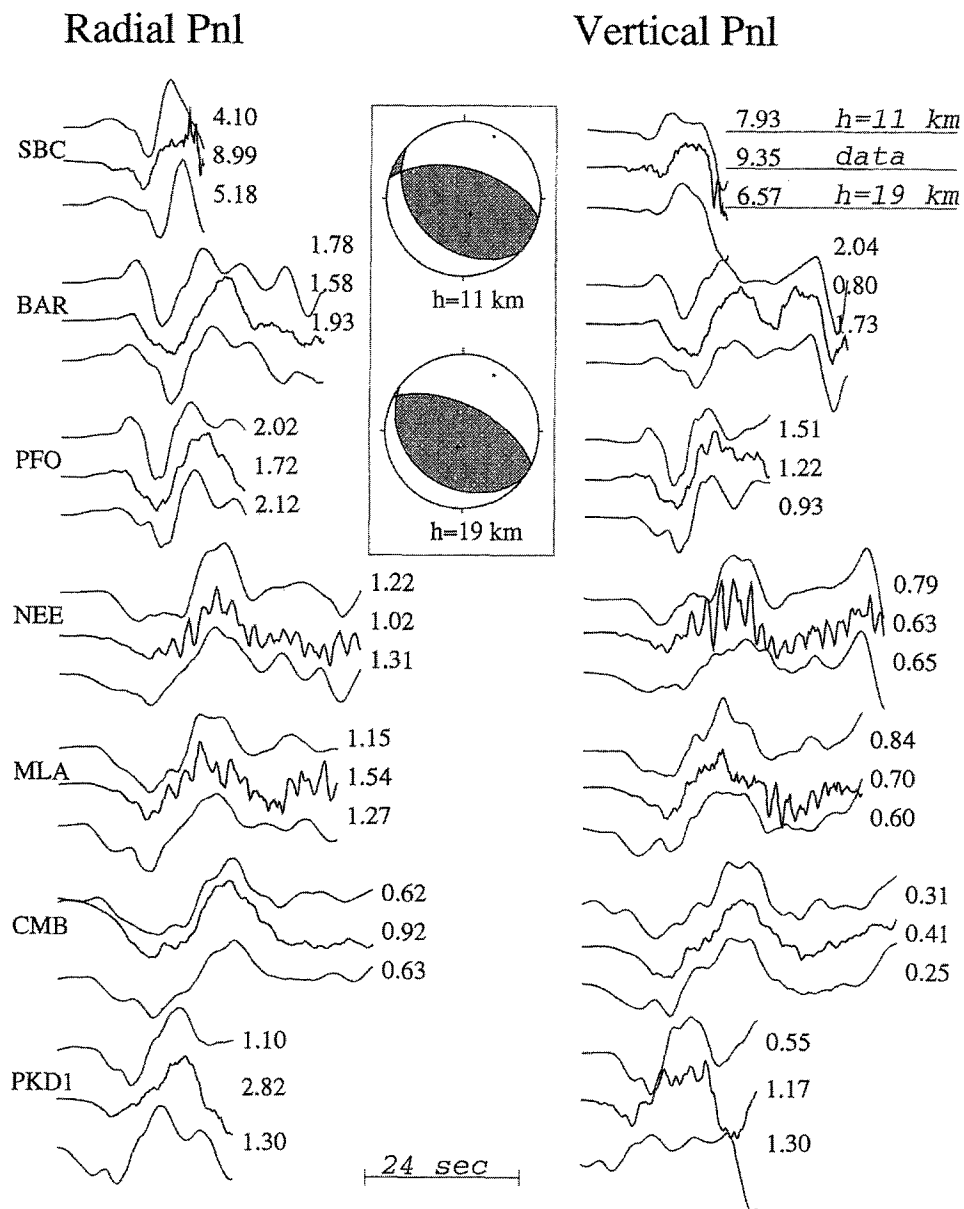 Radial Pnl Vertical Pnl
SBC 4.10 7.93 h=11 km
8.99 9.35 data
5.18 6.57 h=19 km
BAR 1.78 2.04
1.58 0.80
1.93 1.73
h=11 km
PFO 2.02 1.51
1.72 1.22
2.12 0.93
h=19 km
NEE 1.22 0.79
1.02 0.63
1.31 0.65
MLA 1.15 0.84
1.54 0.70
1.27 0.60
CMB 0.62 0.31
0.92 0.41
0.63 0.25
PKD1 1.10 0.55
2.82 1.17
1.30 1.30
24 sec